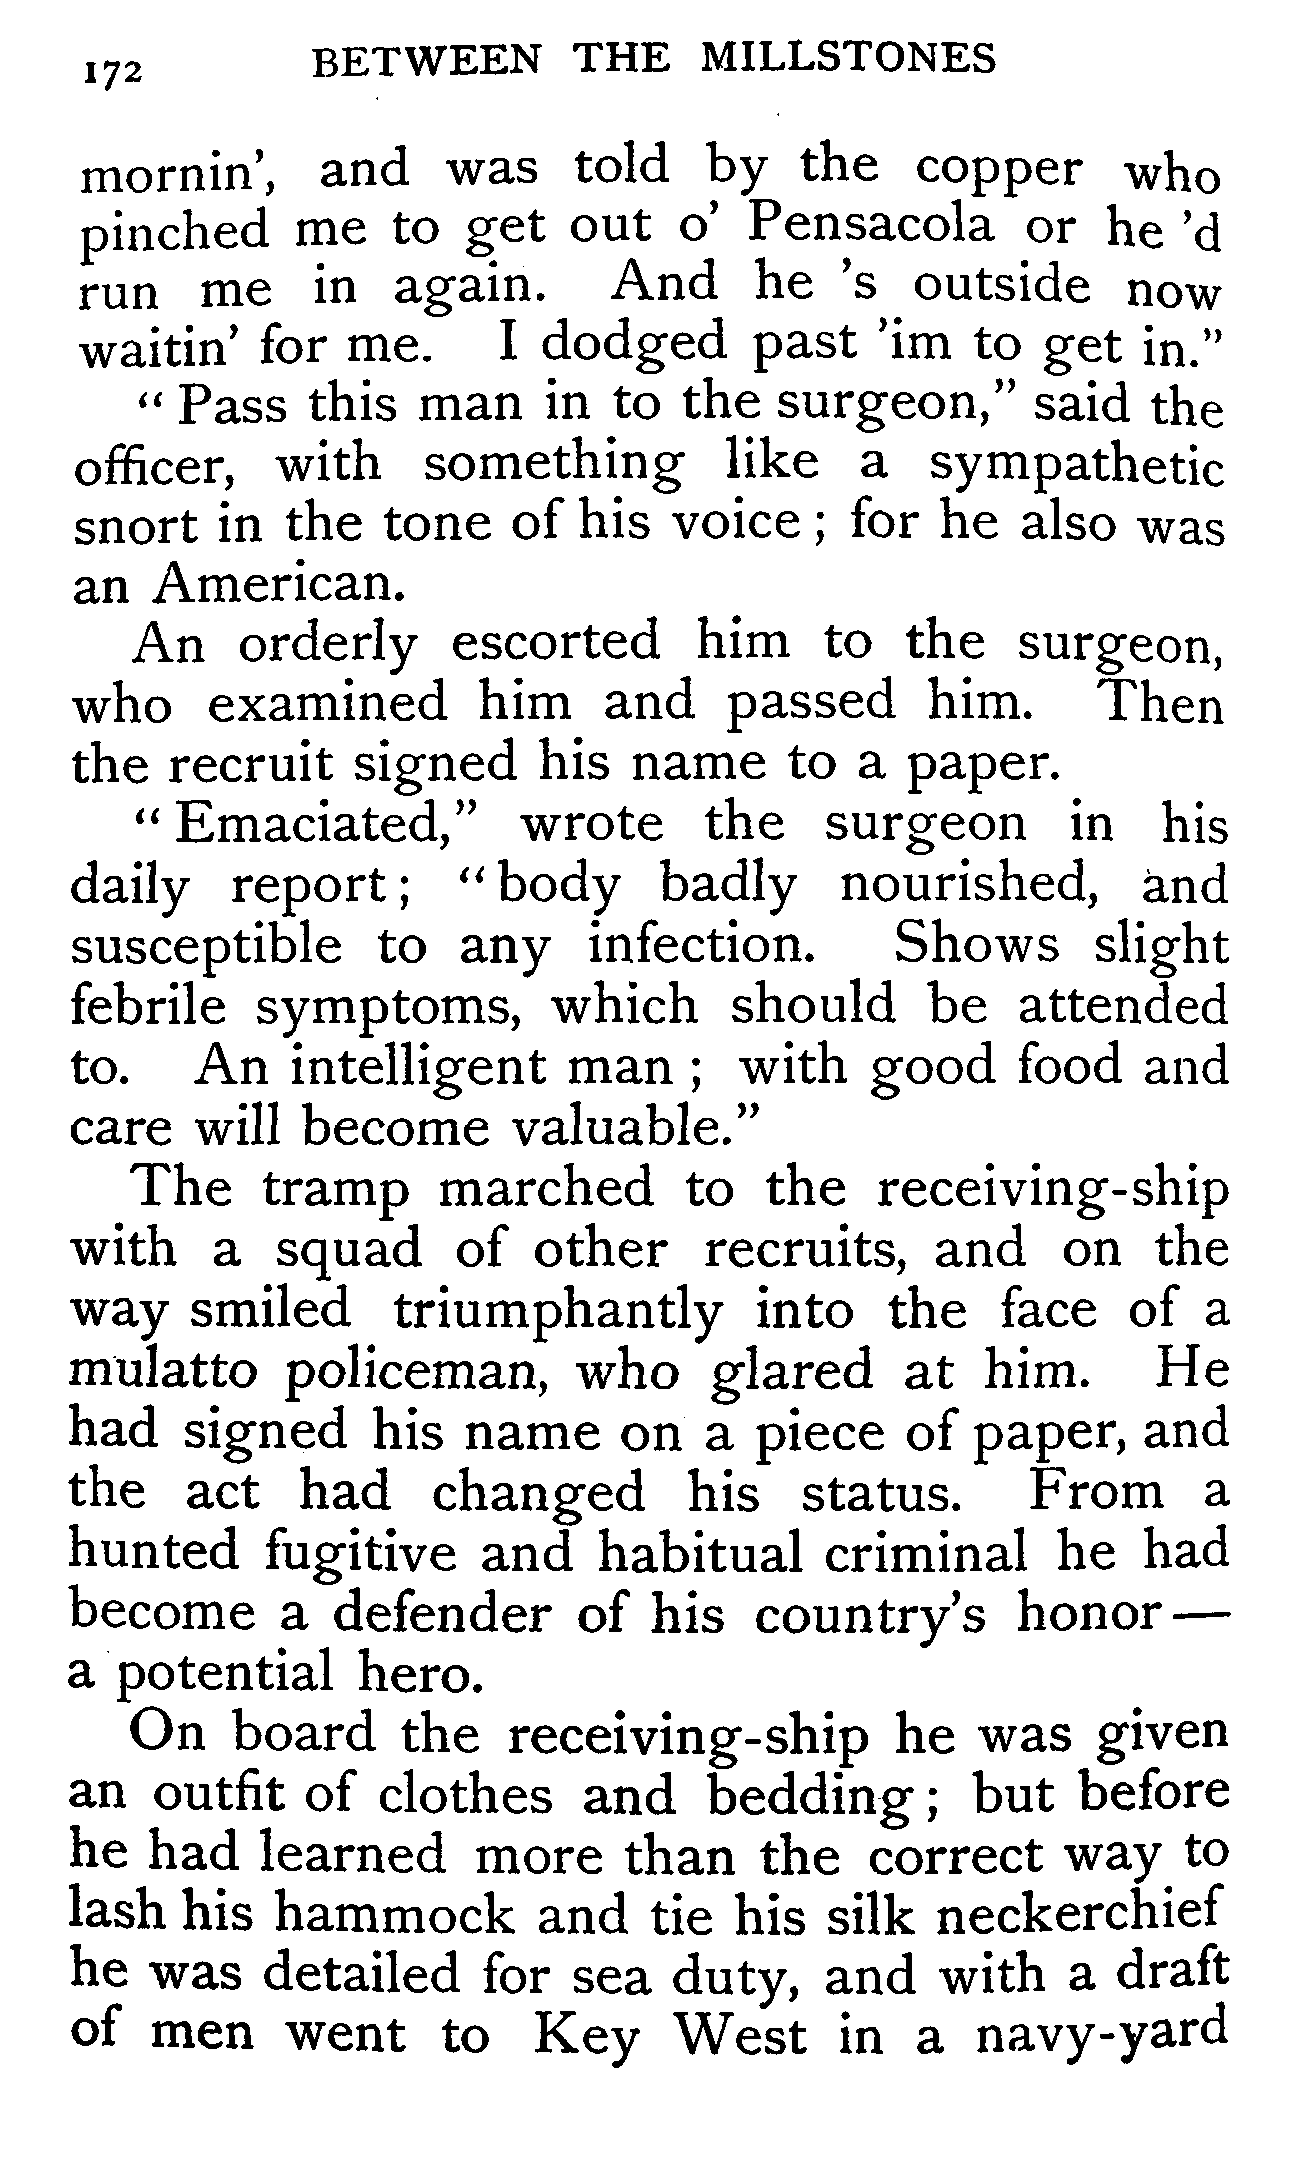 172 BETWEEN THE MILLSTONES
mornin', and was told by the copper who
pinched me to get out o' Pensacola or he 'd
run me in again. And he 's outside now
waitin' for me. I dodged past 'im to get in."
" Pass this man in to the surgeon," said the
officer, with something like a sympathetic
snort in the tone of his voice ; for he also was
an American.
An orderly escorted him to the surgeon,
who examined him and passed him. Then
the recruit signed his name to a paper.
" Emaciated," wrote the surgeon in his
daily report ; " body badly nourished, and
susceptible to any infection. Shows slight
febrile symptoms, which should be attended
to. An intelligent man ; with good food and
care will become valuable."
The tramp marched to the receiving-ship
with a squad of other recruits, and on the
way smiled triumphantly into the face of a
mulatto policeman, who glared at him. He
had signed his name on a piece of paper, and
the act had changed his status. From a
hunted fugitive and habitual criminal he had
become a defender of his country's honor —
a potential hero.
On board the receiving-ship he was given
an outfit of clothes and bedding ; but before
he had learned more than the correct way to
lash his hammock and tie his silk neckerchief
he was detailed for sea duty, and with a draft
of men went to Key West in a navy-yard